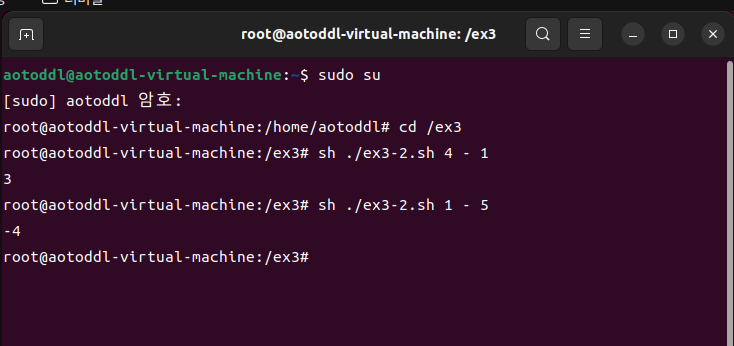 root@aotoddl-virtual-machine: /ex3
aotoddl@aotoddl-virtual-machine:~$ sudo su
[sudo] aotoddl 암호:
root@aotoddl-virtual-machine:/home/aotoddl# cd /ex3
root@aotoddl-virtual-machine:/ex3# sh ./ex3-2.sh 4 - 1
3
root@aotoddl-virtual-machine:/ex3# sh ./ex3-2.sh 1 - 5
-4
root@aotoddl-virtual-machine:/ex3#